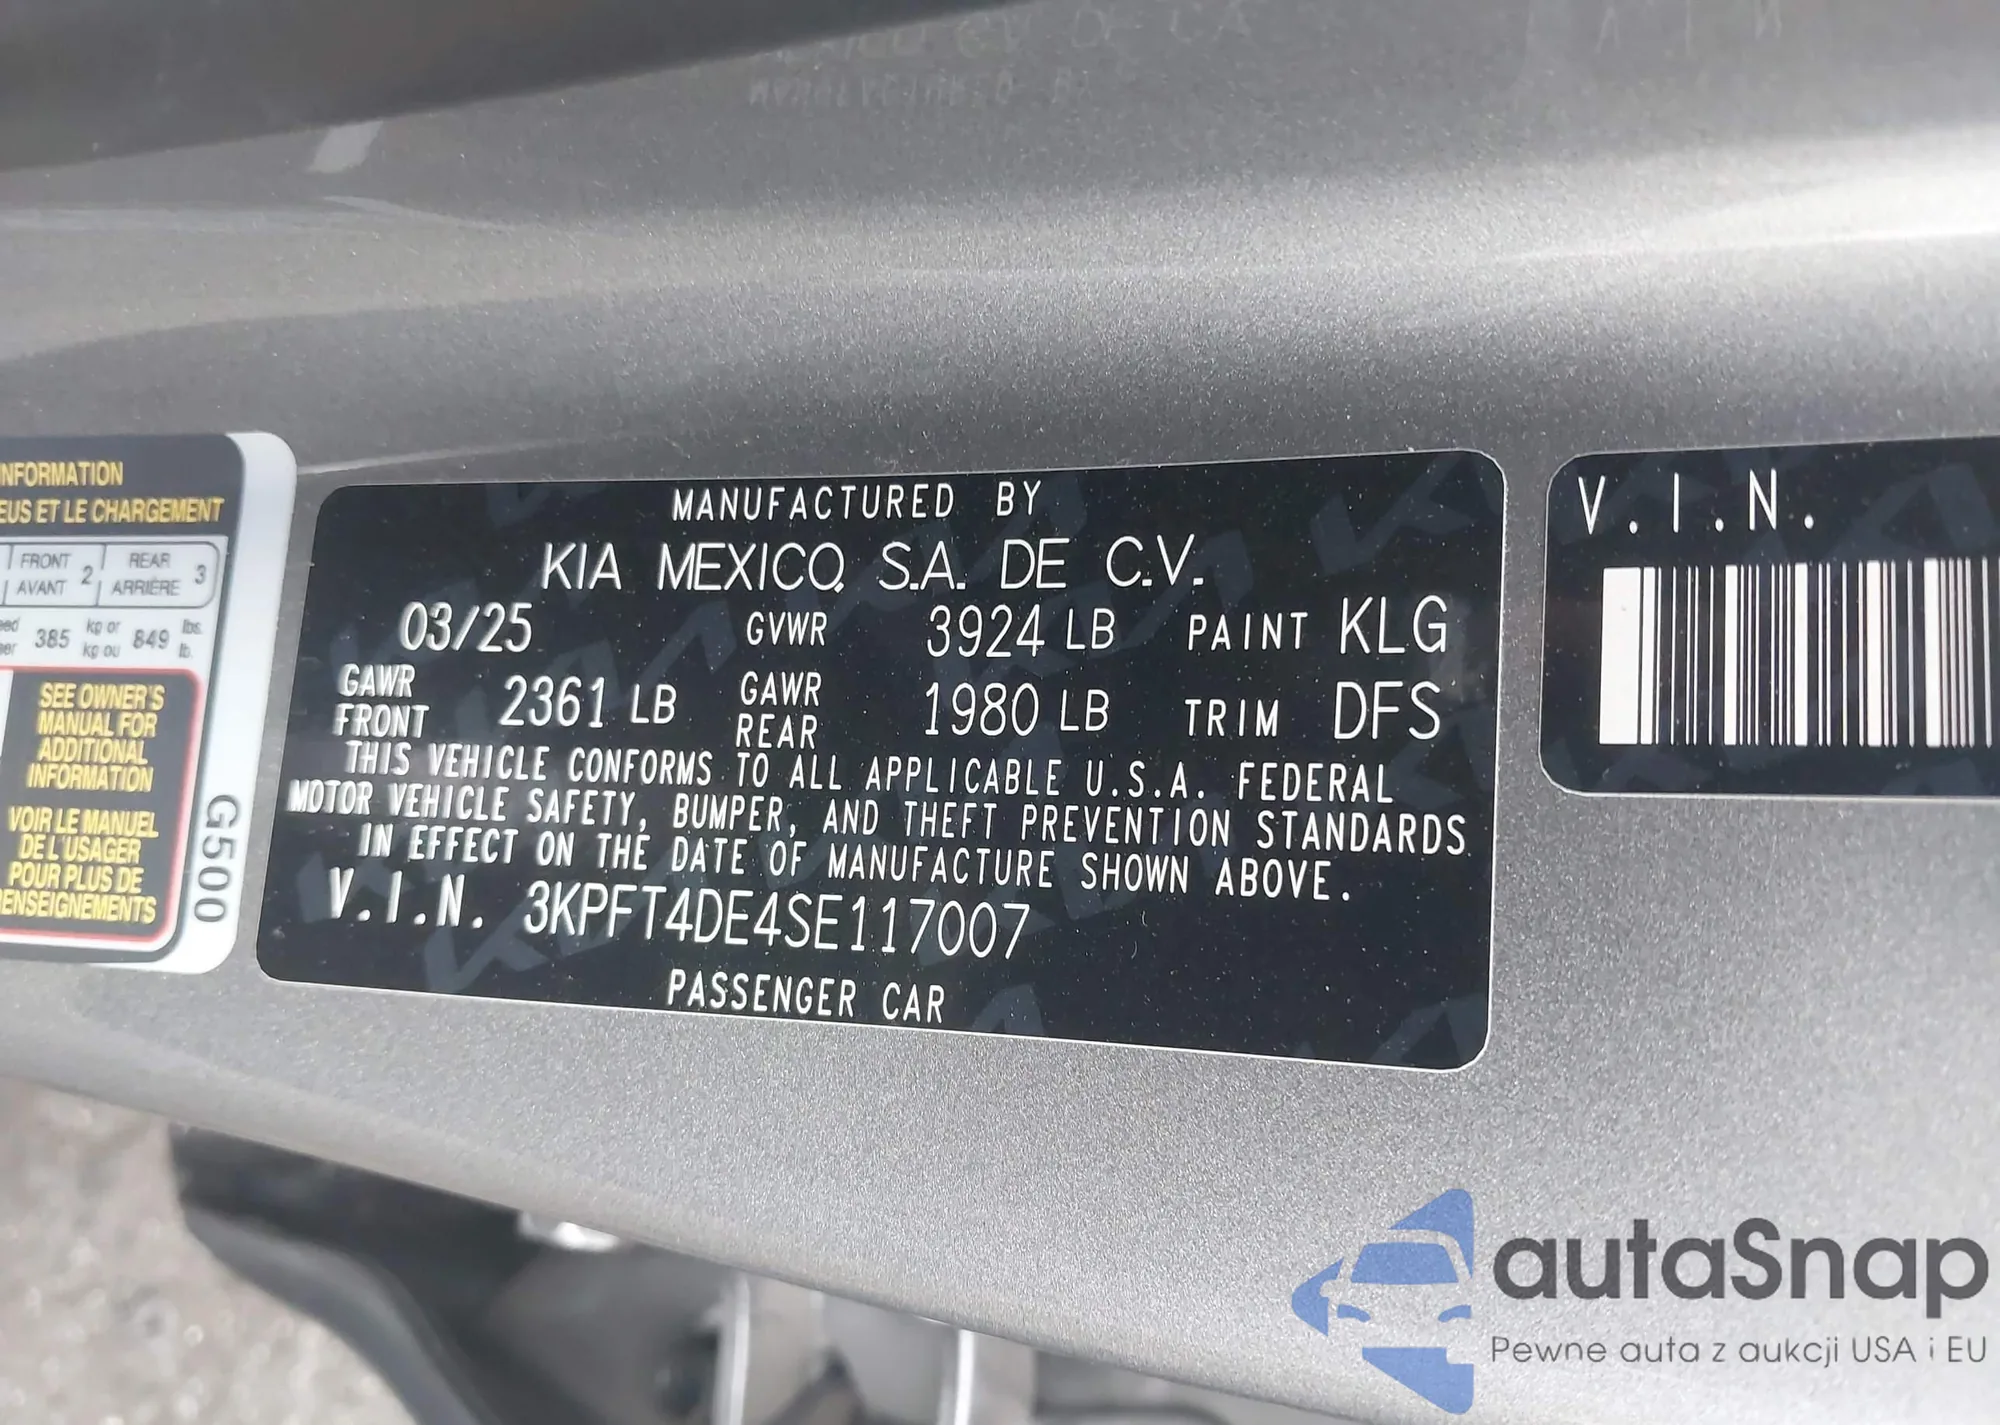 INFORMATION
EUS ET LE CHARGEMENT
FRONT 2 REAR 3
AVANT ARRIÈRE
385 kg or 849 lbs.
kg ou lb.
SEE OWNER'S
MANUAL FOR
ADDITIONAL
INFORMATION
VOIR LE MANUEL
DE L'USAGER
POUR PLUS DE
RENSEIGNEMENTS
G500
MANUFACTURED BY
KIA MEXICO, S.A. DE C.V.
03/25 GVWR 3924 LB PAINT KLG
GAWR FRONT 2361 LB GAWR REAR 1980 LB TRIM DFS
THIS VEHICLE CONFORMS TO ALL APPLICABLE U.S.A. FEDERAL
MOTOR VEHICLE SAFETY, BUMPER, AND THEFT PREVENTION STANDARDS
IN EFFECT ON THE DATE OF MANUFACTURE SHOWN ABOVE.
V.I.N. 3KPFT4DE4SE117007
PASSENGER CAR
V.I.N.
autaSnap
Pewne auta z aukcji USA i EU